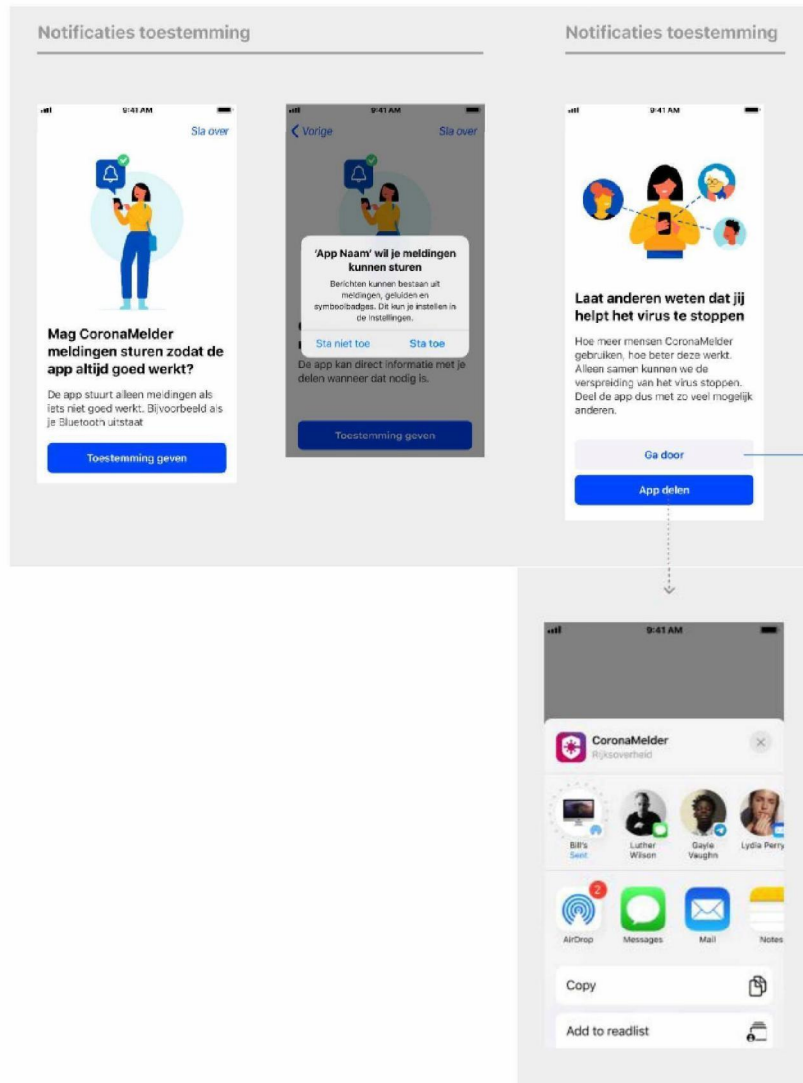 Notificaties toestemming
9:41 AM
Sla over
Mag CoronaMelder
meldingen sturen zodat de
app altijd goed werkt?
De app stuurt alleen meldingen als
iets niet goed werkt. Bijvoorbeeld als
je Bluetooth uitstaat
Toestemming geven
9:41 AM
Vorige
Sla over
'App Naam' wil je meldingen
kunnen sturen
Berichten kunnen bestaan uit
meldingen, geluiden en
symboolbadges. Dit kun je instellen in
de Instellingen.
Sta niet toe
Sta toe
De app kan direct informatie met je
delen wanneer dat nodig is.
Toestemming geven
Notificaties toestemming
9:41 AM
Laat anderen weten dat jij
helpt het virus te stoppen
Hoe meer mensen CoronaMelder
gebruiken, hoe beter deze werkt.
Alleen samen kunnen we de
verspreiding van het virus stoppen.
Deel de app dus met zo veel mogelijk
anderen.
Ga door
App delen
9:41 AM
CoronaMelder
Rijksoverheid
Bill's
Sent
Luther
Wilson
Gayle
Vaughn
Lydia Perry
2
AirDrop
Messages
Mail
Notes
Copy
Add to readlist